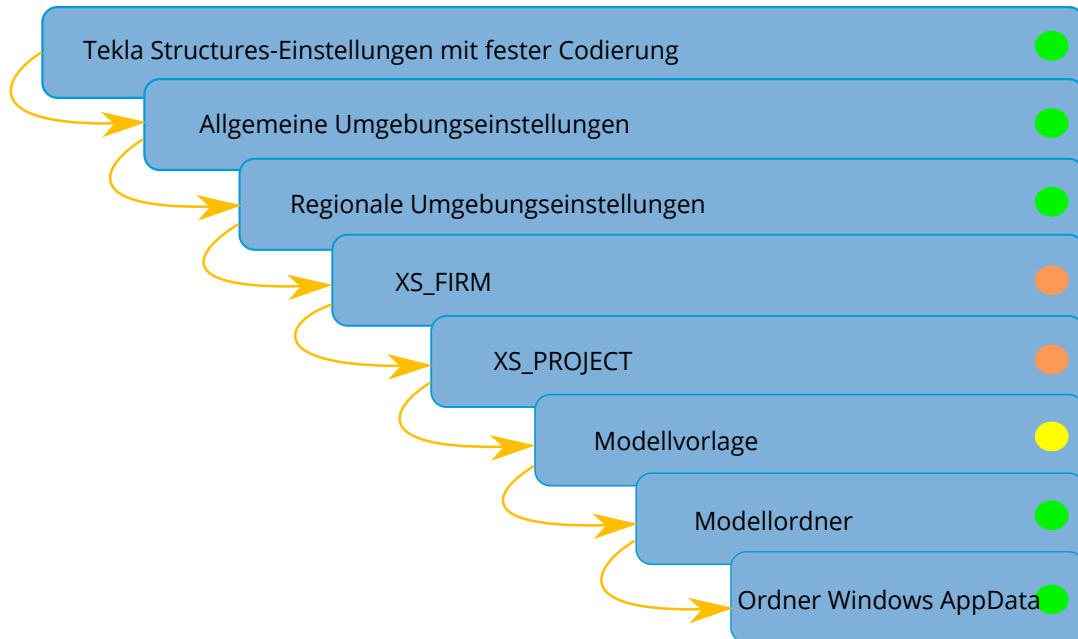 Tekla Structures-Einstellungen mit fester Codierung
Allgemeine Umgebungseinstellungen
Regionale Umgebungseinstellungen
XS_FIRM
XS_PROJECT
Modellvorlage
Modellordner
Ordner Windows AppData